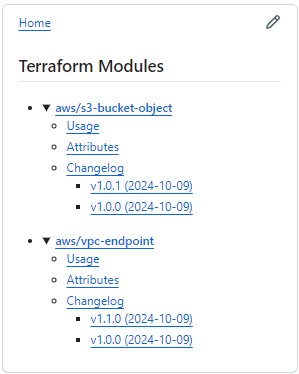 Home
Terraform Modules
aws/s3-bucket-object
Usage
Attributes
Changelog
v1.0.1 (2024-10-09)
v1.0.0 (2024-10-09)
aws/vpc-endpoint
Usage
Attributes
Changelog
v1.1.0 (2024-10-09)
v1.0.0 (2024-10-09)